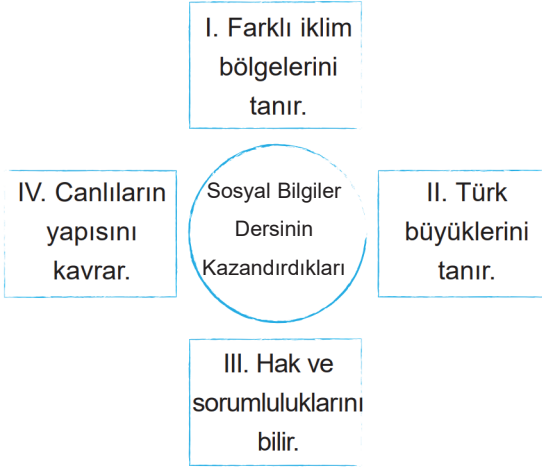 I. Farklı iklim
bölgelerini
tanır.
IV. Canlıların
yapısını
kavrar.
Sosyal Bilgiler
Dersinin
Kazandırdıkları
II. Türk
büyüklerini
tanır.
III. Hak ve
sorumluluklarını
bilir.